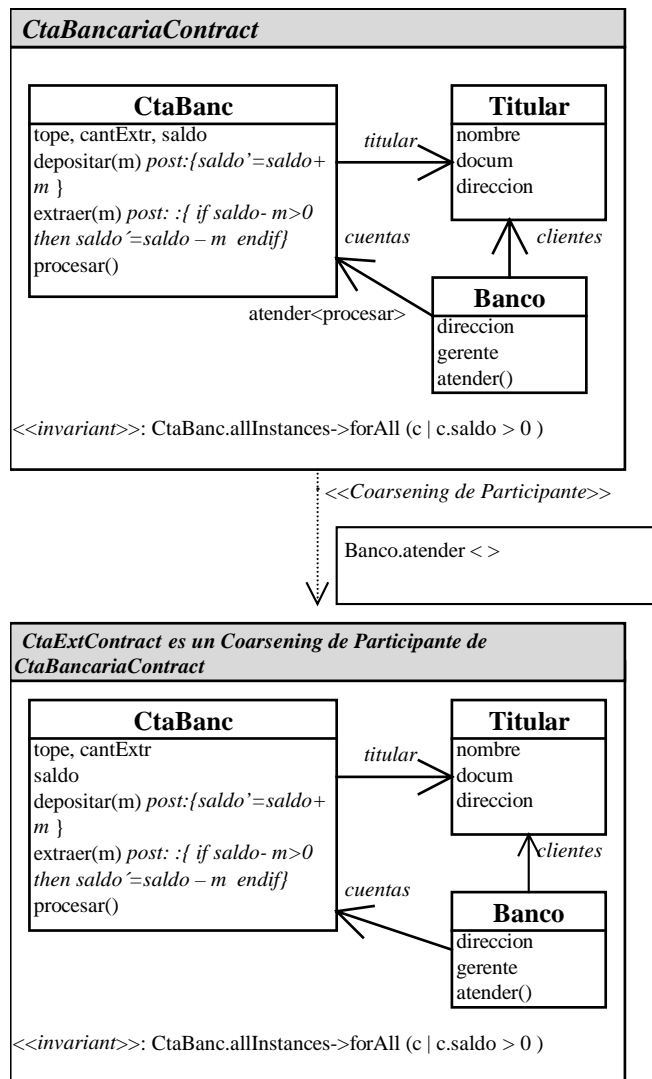 CtaBancariaContract
CtaBanc
tope, cantExtr, saldo
depositar(m) post:{saldo’=saldo+
m }
extraer(m) post: :{ if saldo- m>0
then saldo´=saldo – m endif}
procesar()
titular
Titular
nombre
docum
direccion
cuentas
clientes
atender<procesar>
Banco
direccion
gerente
atender()
<<invariant>>: CtaBanc.allInstances->forAll (c | c.saldo > 0 )
<<Coarsening de Participante>>
Banco.atender < >
CtaExtContract es un Coarsening de Participante de
CtaBancariaContract
CtaBanc
tope, cantExtr
saldo
depositar(m) post:{saldo’=saldo+
m }
extraer(m) post: :{ if saldo- m>0
then saldo´=saldo – m endif}
procesar()
titular
Titular
nombre
docum
direccion
cuentas
clientes
Banco
direccion
gerente
atender()
<<invariant>>: CtaBanc.allInstances->forAll (c | c.saldo > 0 )